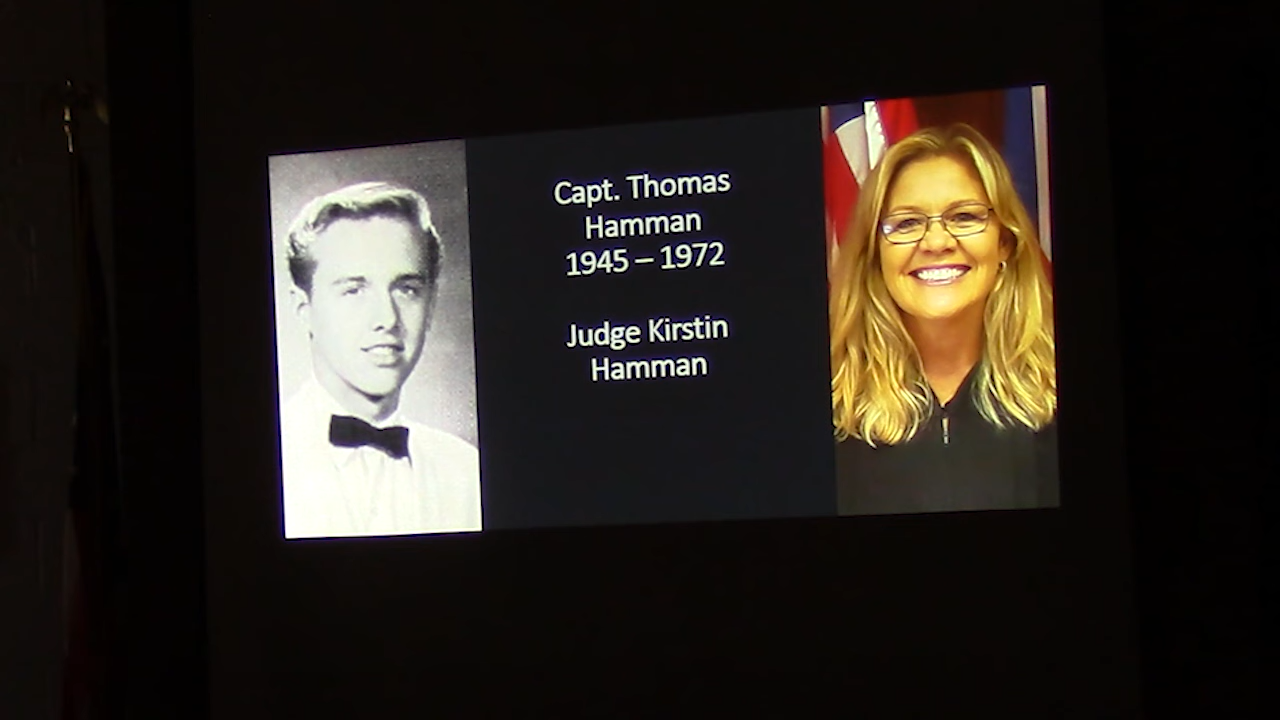 Capt. Thomas
Hamman
1945 – 1972
Judge Kirstin
Hamman